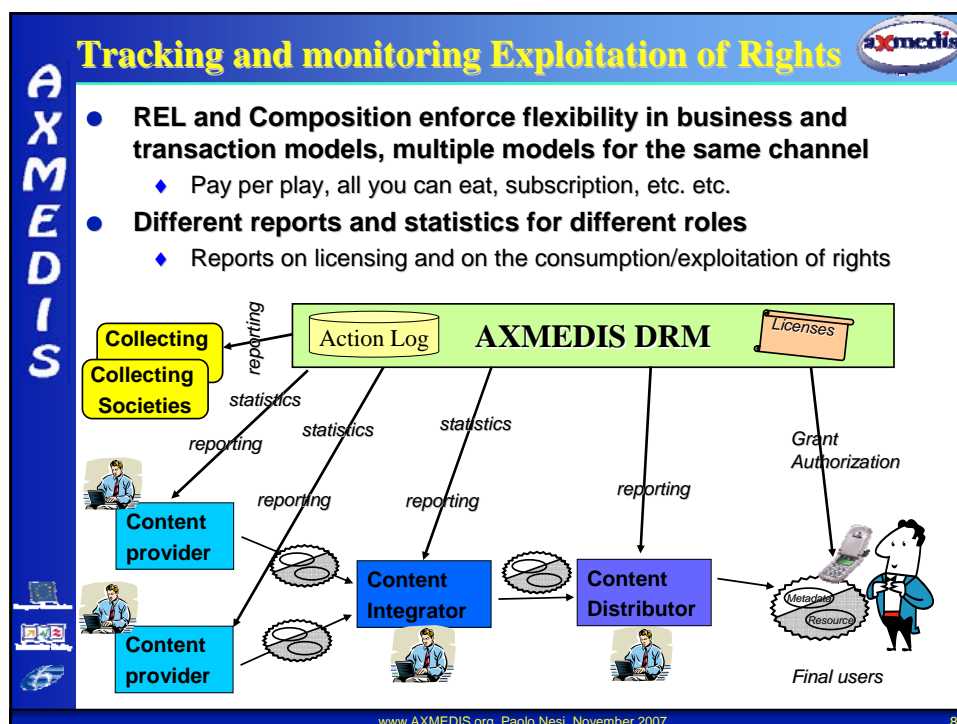 Tracking and monitoring Exploitation of Rights
axmedis
AXMEDIS
REL and Composition enforce flexibility in business and
transaction models, multiple models for the same channel
Pay per play, all you can eat, subscription, etc. etc.
Different reports and statistics for different roles
Reports on licensing and on the consumption/exploitation of rights
Collecting
Collecting
Societies
reporting
Action Log
AXMEDIS DRM
Licenses
statistics
reporting
statistics
reporting
statistics
reporting
reporting
Grant
Authorization
Content
provider
Content
provider
Content
Integrator
Content
Distributor
Metadata
Resource
Final users
www.AXMEDIS.org, Paolo Nesi, November 2007
8